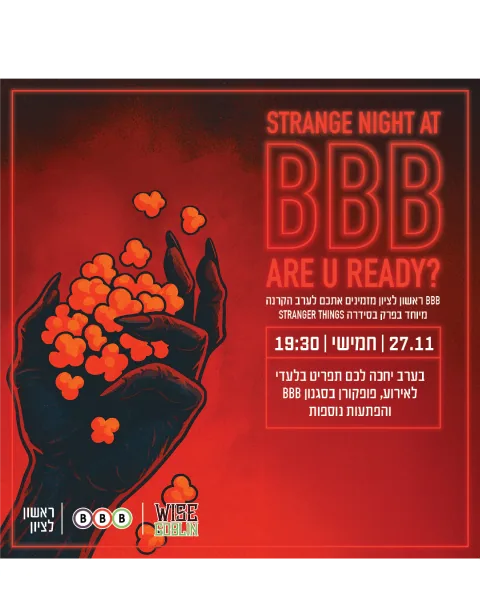 STRANGE NIGHT AT
BBB
ARE U READY?
BBB ראשון לציון מזמינים אתכם לערב הקרנה
מיוחד בפרק בסידרה STRANGER THINGS
27.11 | חמישי | 19:30
בערב יחכה לכם תפריט בלעדי
לאירוע, פופקורן בסגנון BBB
והפתעות נוספות
ראשון
לציון
BBB
WISE
GOBLIN